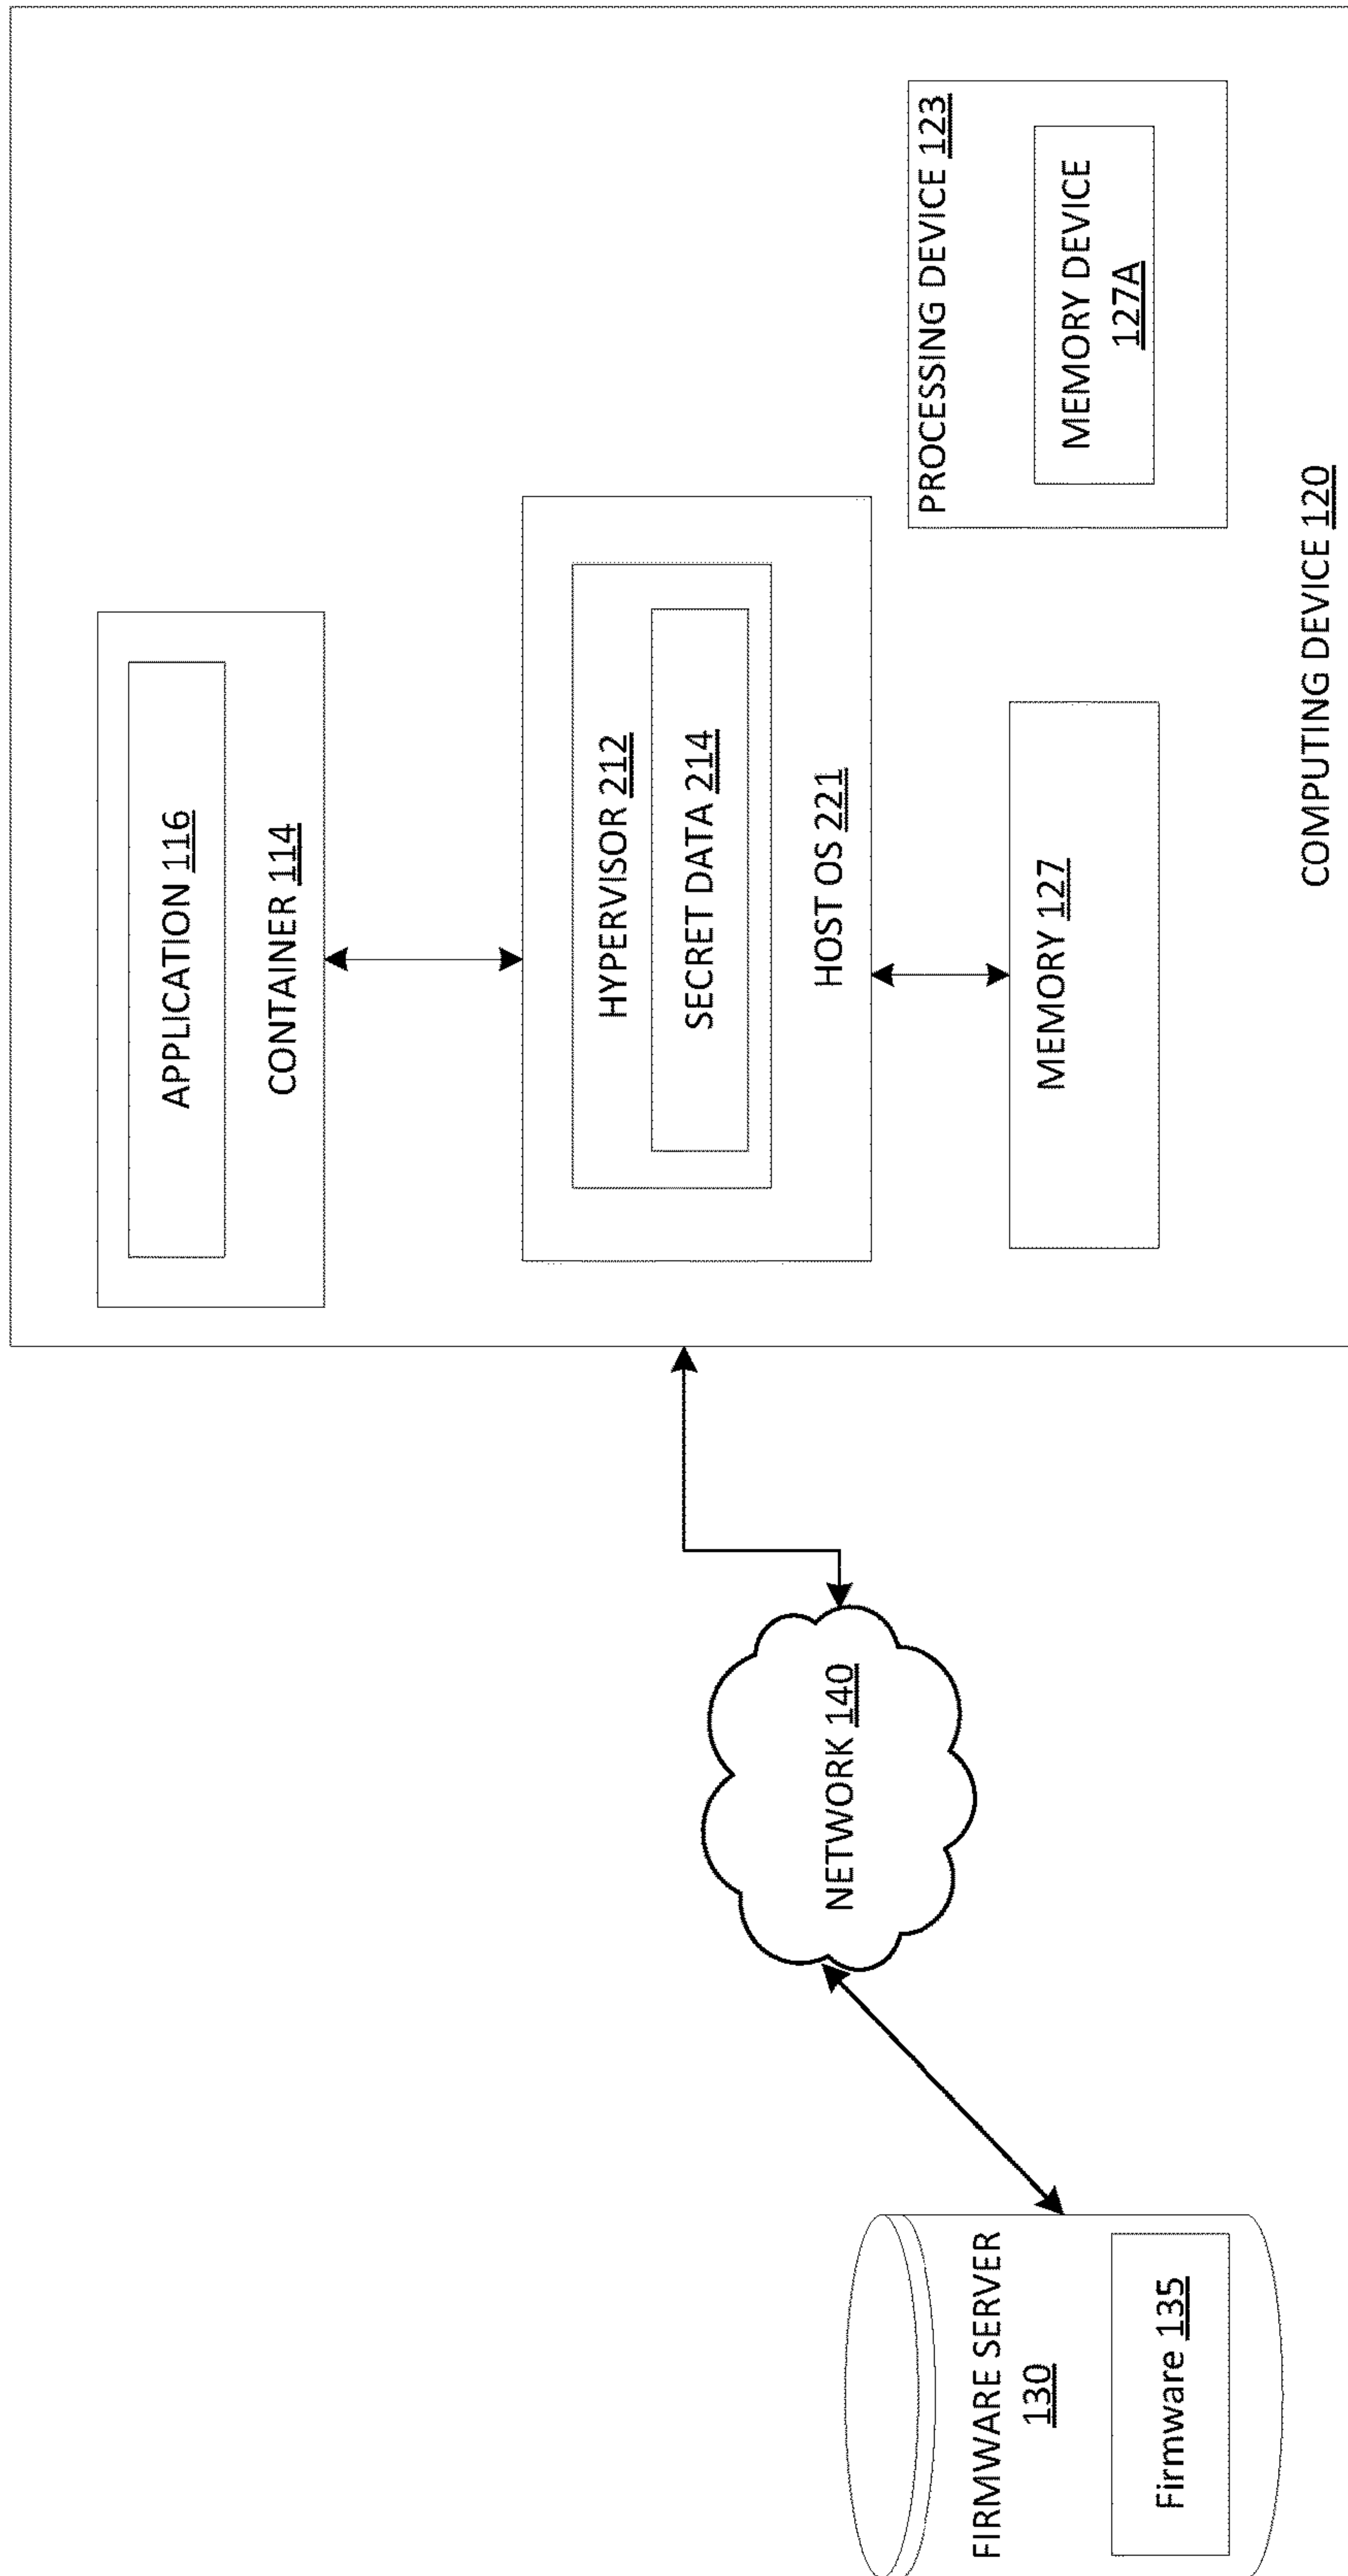 APPLICATION 116
CONTAINER 114
HYPERVISOR 212
SECRET DATA 214
HOST OS 221
MEMORY 127
PROCESSING DEVICE 123
MEMORY DEVICE
127A
COMPUTING DEVICE 120
NETWORK 140
FIRMWARE SERVER
130
Firmware 135